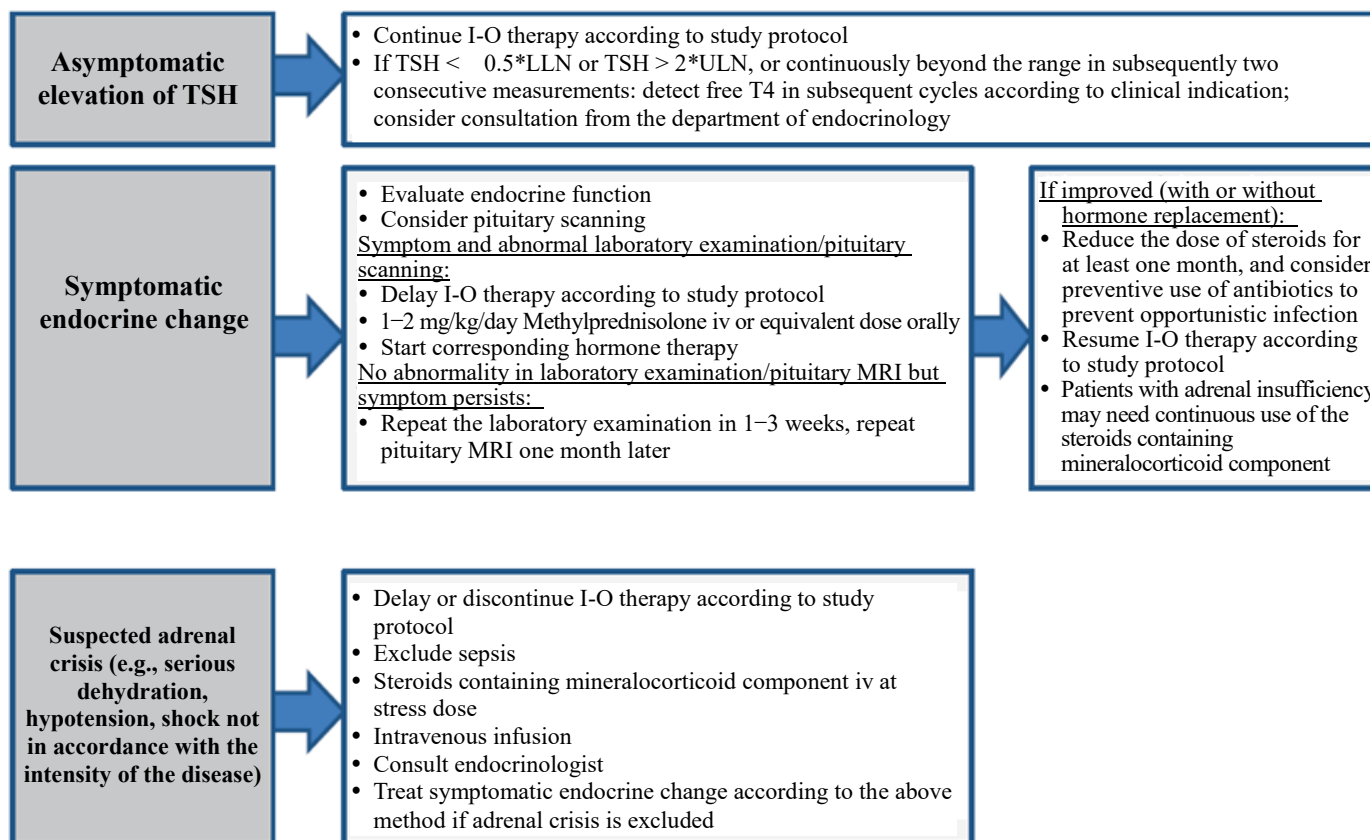 Asymptomatic
elevation of TSH
• Continue I-O therapy according to study protocol
• If TSH < 0.5*LLN or TSH > 2*ULN, or continuously beyond the range in subsequently two
consecutive measurements: detect free T4 in subsequent cycles according to clinical indication;
consider consultation from the department of endocrinology
Symptomatic
endocrine change
• Evaluate endocrine function
• Consider pituitary scanning
Symptom and abnormal laboratory examination/pituitary
scanning:
• Delay I-O therapy according to study protocol
• 1−2 mg/kg/day Methylprednisolone iv or equivalent dose orally
• Start corresponding hormone therapy
No abnormality in laboratory examination/pituitary MRI but
symptom persists:
• Repeat the laboratory examination in 1−3 weeks, repeat
pituitary MRI one month later
If improved (with or without
hormone replacement):
• Reduce the dose of steroids for
at least one month, and consider
preventive use of antibiotics to
prevent opportunistic infection
• Resume I-O therapy according
to study protocol
• Patients with adrenal insufficiency
may need continuous use of the
steroids containing
mineralocorticoid component
Suspected adrenal
crisis (e.g., serious
dehydration,
hypotension, shock not
in accordance with the
intensity of the disease)
• Delay or discontinue I-O therapy according to study
protocol
• Exclude sepsis
• Steroids containing mineralocorticoid component iv at
stress dose
• Intravenous infusion
• Consult endocrinologist
• Treat symptomatic endocrine change according to the above
method if adrenal crisis is excluded